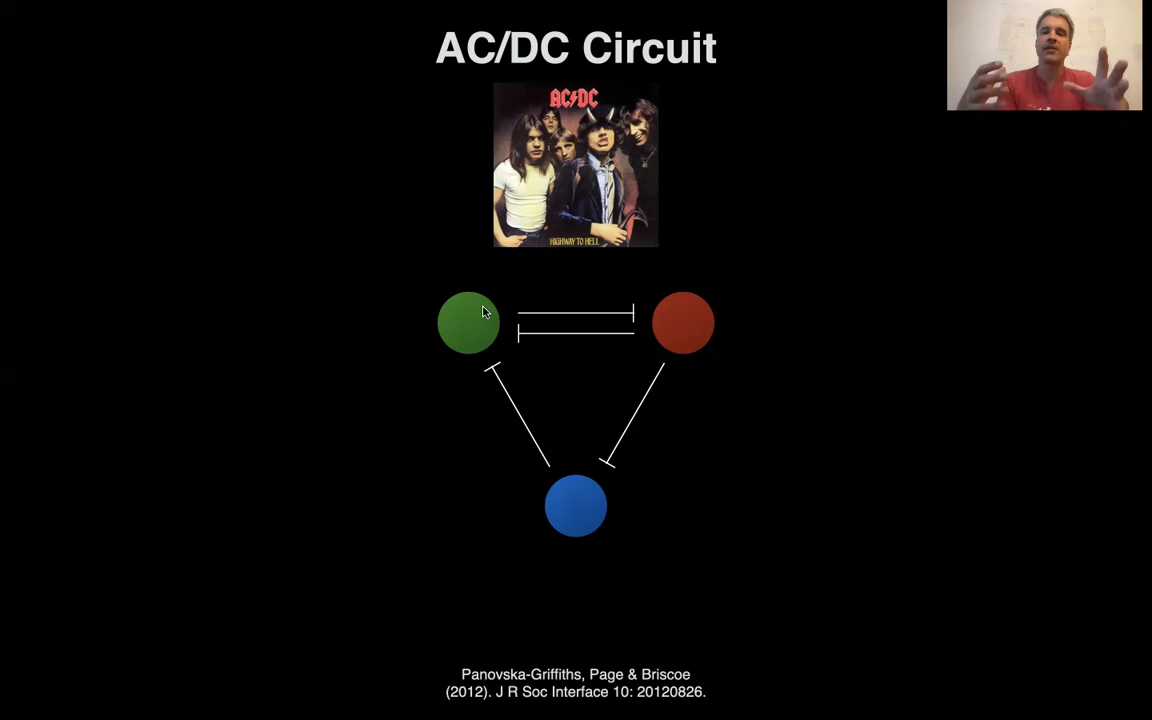 AC/DC Circuit
AC/DC
HIGHWAY TO HELL
Panovska-Griffiths, Page & Briscoe
(2012). J R Soc Interface 10: 20120826.